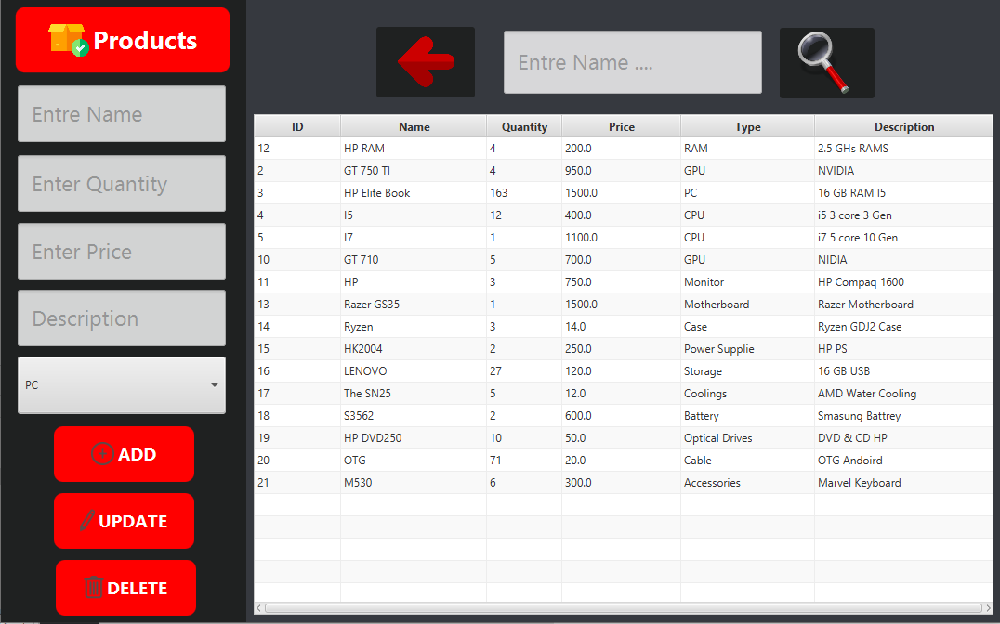 Products
Entre Name
Enter Quantity
Enter Price
Description
PC
ADD
UPDATE
DELETE
Entre Name ....
ID Name Quantity Price Type Description
12 HP RAM 4 200.0 RAM 2.5 GHs RAMS
2 GT 750 TI 4 950.0 GPU NVIDIA
3 HP Elite Book 163 1500.0 PC 16 GB RAM I5
4 I5 12 400.0 CPU i5 3 core 3 Gen
5 I7 1 1100.0 CPU i7 5 core 10 Gen
10 GT 710 5 700.0 GPU NIDIA
11 HP 3 750.0 Monitor HP Compaq 1600
13 Razer GS35 1 1500.0 Motherboard Razer Motherboard
14 Ryzen 3 14.0 Case Ryzen GDJ2 Case
15 HK2004 2 250.0 Power Supplie HP PS
16 LENOVO 27 120.0 Storage 16 GB USB
17 The SN25 5 12.0 Coolings AMD Water Cooling
18 S3562 2 600.0 Battery Smasung Battrey
19 HP DVD250 10 50.0 Optical Drives DVD & CD HP
20 OTG 71 20.0 Cable OTG Andoird
21 M530 6 300.0 Accessories Marvel Keyboard